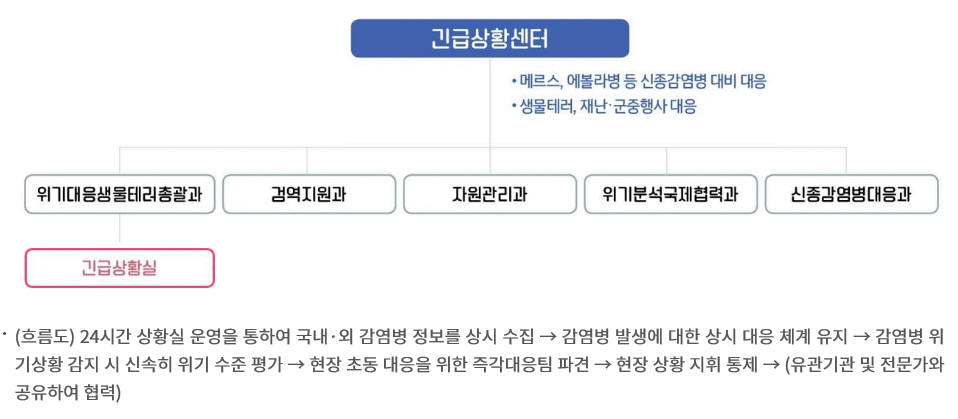 긴급상황센터
• 메르스, 에볼라병 등 신종감염병 대비 대응
• 생물테러, 재난·군중행사 대응
위기대응생물테러총괄과
검역지원과
자원관리과
위기분석국제협력과
신종감염병대응과
긴급상황실
· (흐름도) 24시간 상황실 운영을 통하여 국내·외 감염병 정보를 상시 수집 → 감염병 발생에 대한 상시 대응 체계 유지 → 감염병 위
기상황 감지 시 신속히 위기 수준 평가 → 현장 초동 대응을 위한 즉각대응팀 파견 → 현장 상황 지휘 통제 → (유관기관 및 전문가와
공유하여 협력)